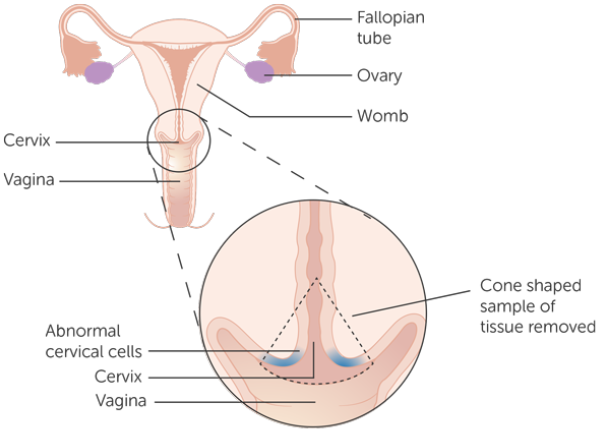 Fallopian
tube
Ovary
Womb
Cervix
Vagina
Cone shaped
sample of
tissue removed
Abnormal
cervical cells
Cervix
Vagina